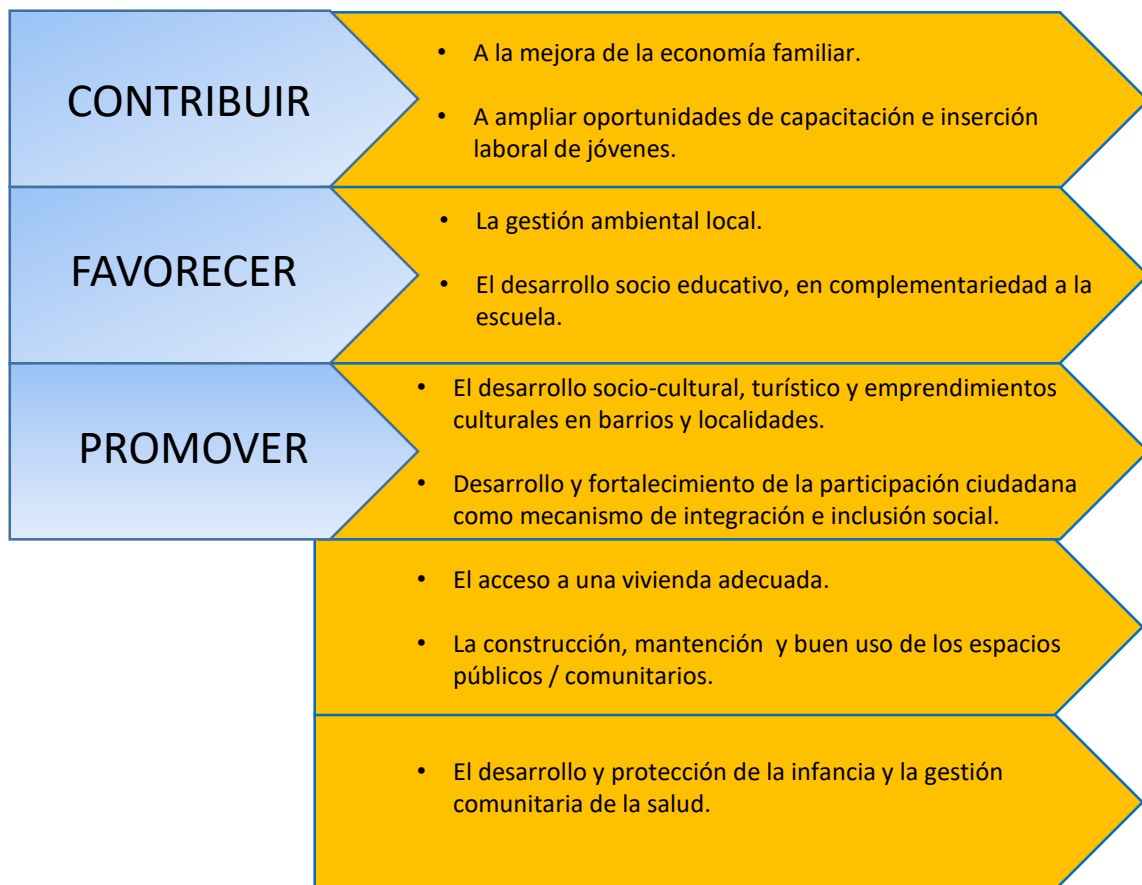 CONTRIBUIR
• A la mejora de la economía familiar.
• A ampliar oportunidades de capacitación e inserción
laboral de jóvenes.
FAVORECER
• La gestión ambiental local.
• El desarrollo socio educativo, en complementariedad a la
escuela.
PROMOVER
• El desarrollo socio-cultural, turístico y emprendimientos
culturales en barrios y localidades.
• Desarrollo y fortalecimiento de la participación ciudadana
como mecanismo de integración e inclusión social.
• El acceso a una vivienda adecuada.
• La construcción, mantención y buen uso de los espacios
públicos / comunitarios.
• El desarrollo y protección de la infancia y la gestión
comunitaria de la salud.